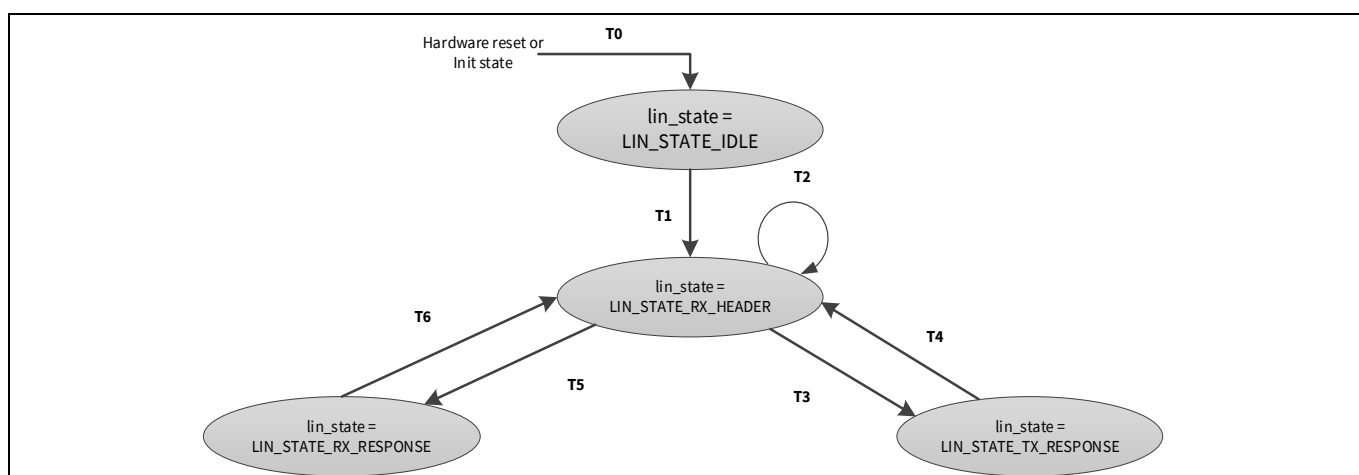 Hardware reset or
Init state
T0
lin_state =
LIN_STATE_IDLE
T2
T1
lin_state =
LIN_STATE_RX_HEADER
T6
T4
T5
T3
lin_state =
LIN_STATE_RX_RESPONSE
lin_state =
LIN_STATE_TX_RESPONSE